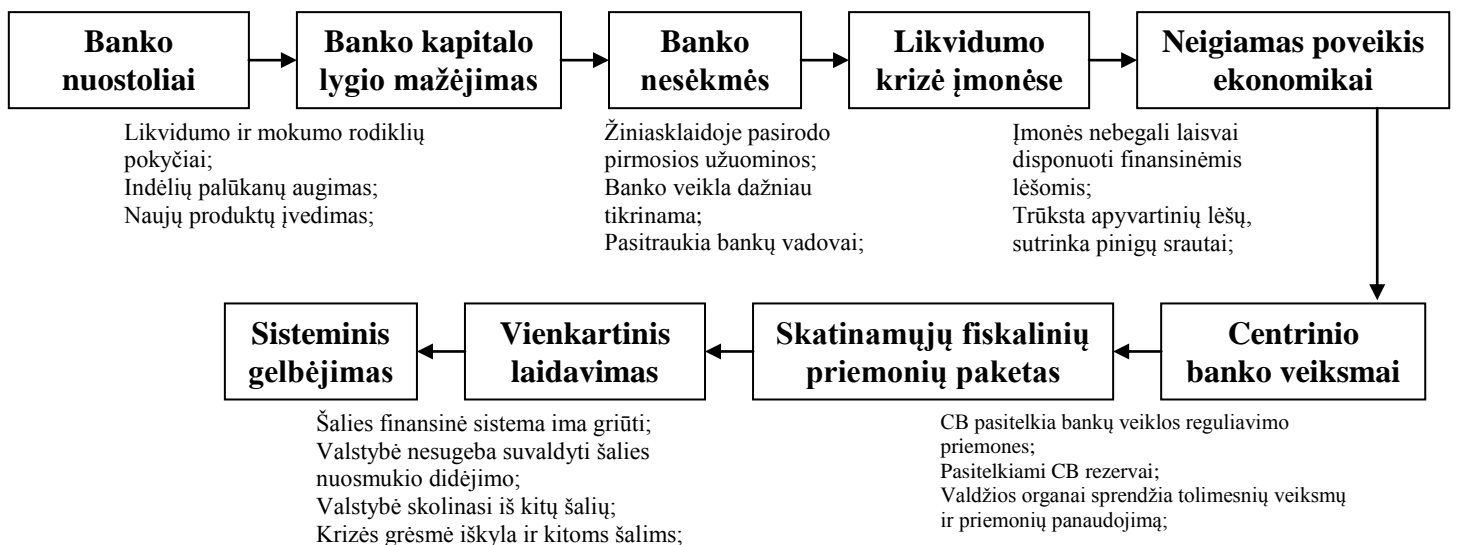 Banko
nuostoliai
Banko kapitalo
lygio mažėjimas
Banko
nesėkmės
Likvidumo
krizė įmonėse
Neigiamas poveikis
ekonomikai
Likvidumo ir mokumo rodiklių
pokyčiai;
Indėlių palūkanų augimas;
Naujų produktų įvedimas;
Žiniasklaidoje pasirodo
pirmosios užuominos;
Banko veikla dažniau
tikrinama;
Pasitraukia bankų vadovai;
Įmonės nebegali laisvai
disponuoti finansinėmis
lėšomis;
Trūksta apyvartinių lėšų,
sutrinka pinigų srautai;
Sisteminis
gelbėjimas
Vienkartinis
laidavimas
Skatinamųjų fiskalinių
priemonių paketas
Centrinio
banko veiksmai
Šalies finansinė sistema ima griūti;
Valstybė nesugeba suvaldyti šalies
nuosmukio didėjimo;
Valstybė skolinasi iš kitų šalių;
Krizės grėsmė iškyla ir kitoms šalims;
CB pasitelkia bankų veiklos reguliavimo
priemones;
Pasitelkiami CB rezervai;
Valdžios organai sprendžia tolimesnių veiksmų
ir priemonių panaudojimą;